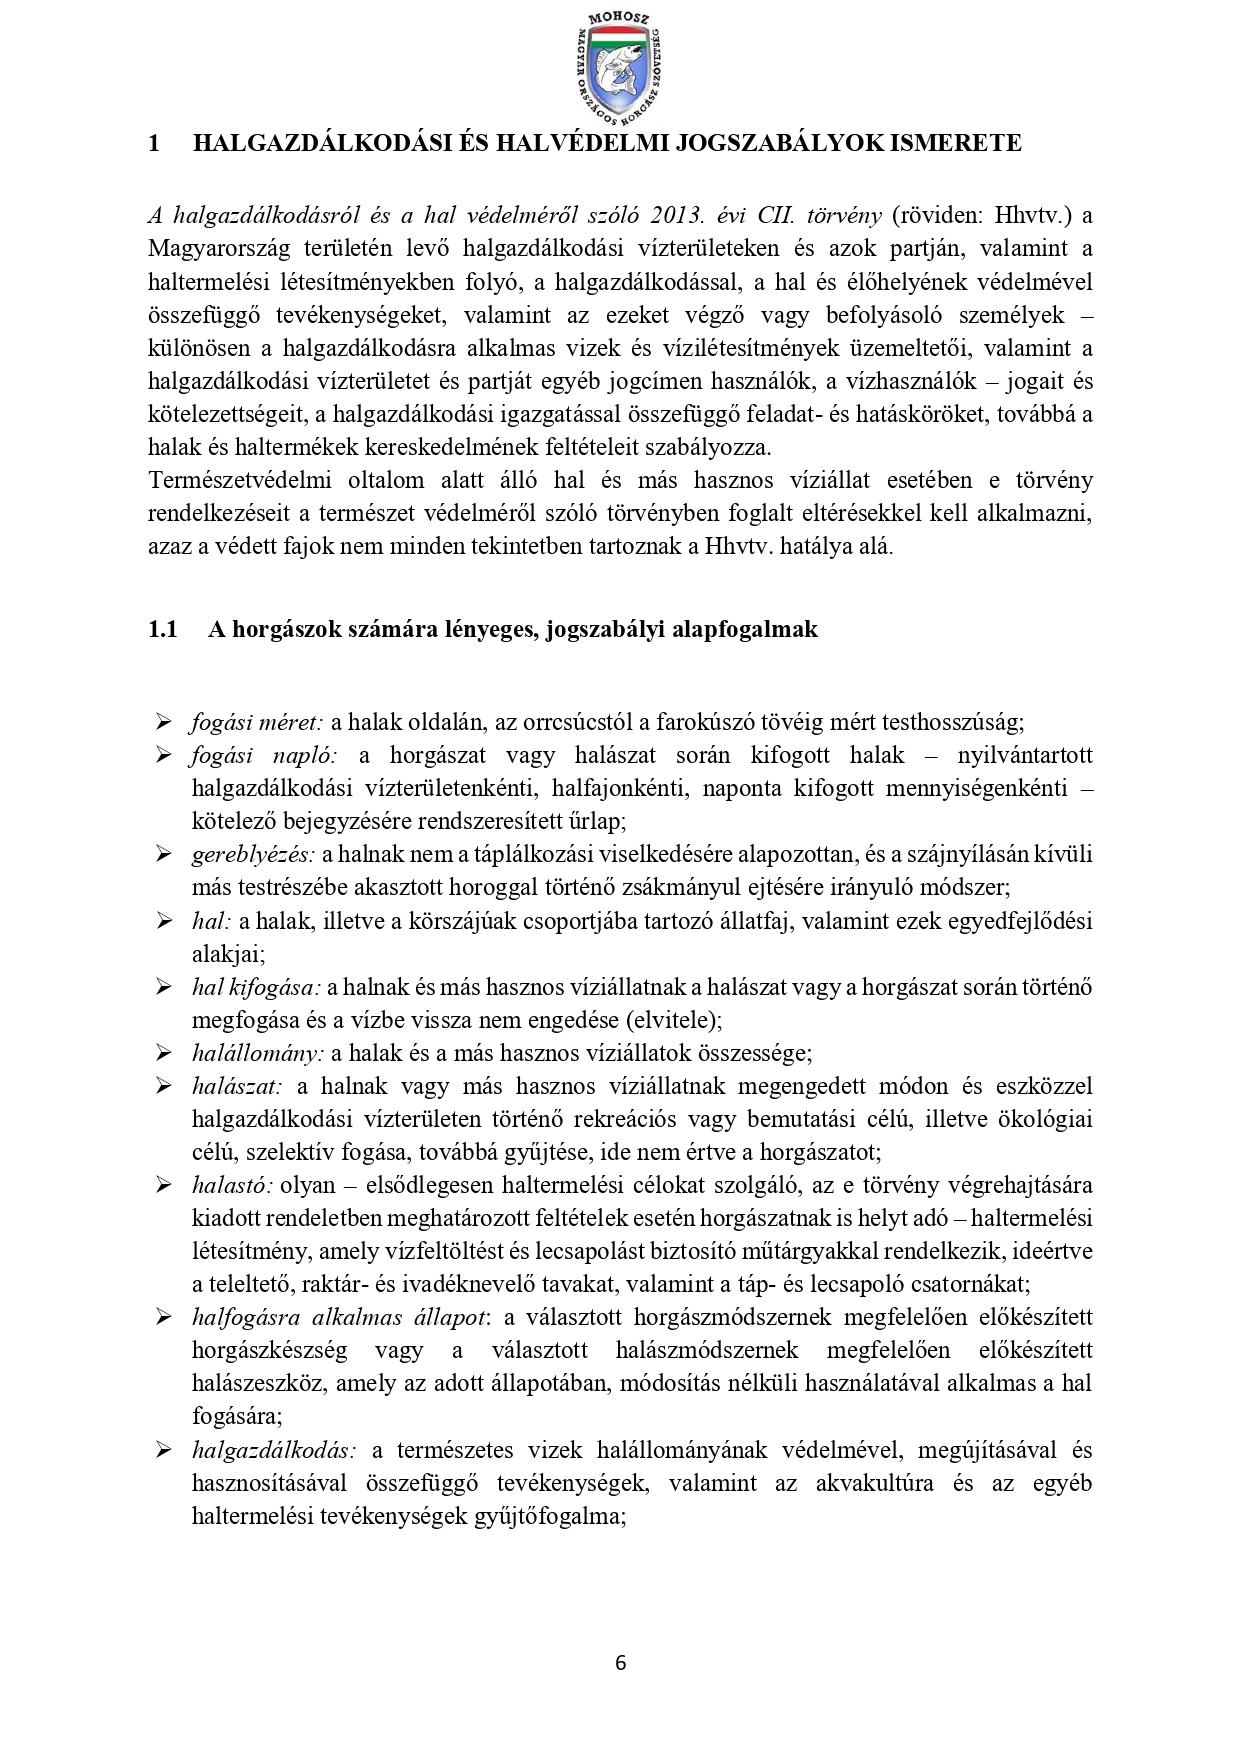 MOHOSZ
MAGYAR ORSZÁGOS HORGÁSZ SZÖVETSÉG
1 HALGAZDÁLKODÁSI ÉS HALVÉDELMI JOGSZABÁLYOK ISMERETE
A halgazdálkodásról és a hal védelméről szóló 2013. évi CII. törvény (röviden: Hhvtv.) a
Magyarország területén levő halgazdálkodási vízterületeken és azok partján, valamint a
haltermelési létesítményekben folyó, a halgazdálkodással, a hal és élőhelyének védelmével
összefüggő tevékenységeket, valamint az ezeket végző vagy befolyásoló személyek –
különösen a halgazdálkodásra alkalmas vizek és vízilétesítmények üzemeltetői, valamint a
halgazdálkodási vízterületet és partját egyéb jogcímen használók, a vízhasználók – jogait és
kötelezettségeit, a halgazdálkodási igazgatással összefüggő feladat- és hatásköröket, továbbá a
halak és haltermékek kereskedelmének feltételeit szabályozza.
Természetvédelmi oltalom alatt álló hal és más hasznos víziállat esetében e törvény
rendelkezéseit a természet védelméről szóló törvényben foglalt eltérésekkel kell alkalmazni,
azaz a védett fajok nem minden tekintetben tartoznak a Hhvtv. hatálya alá.
1.1 A horgászok számára lényeges, jogszabályi alapfogalmak
➢ fogási méret: a halak oldalán, az orrcsúcstól a farokúszó tövéig mért testhosszúság;
➢ fogási napló: a horgászat vagy halászat során kifogott halak – nyilvántartott
halgazdálkodási vízterületenkénti, halfajonkénti, naponta kifogott mennyiségenkénti –
kötelező bejegyzésére rendszeresített űrlap;
➢ gereblyézés: a halnak nem a táplálkozási viselkedésére alapozottan, és a szájnyílásán kívüli
más testrészébe akasztott horoggal történő zsákmányul ejtésére irányuló módszer;
➢ hal: a halak, illetve a körszájúak csoportjába tartozó állatfaj, valamint ezek egyedfejlődési
alakjai;
➢ hal kifogása: a halnak és más hasznos víziállatnak a halászat vagy a horgászat során történő
megfogása és a vízbe vissza nem engedése (elvitele);
➢ halállomány: a halak és a más hasznos víziállatok összessége;
➢ halászat: a halnak vagy más hasznos víziállatnak megengedett módon és eszközzel
halgazdálkodási vízterületen történő rekreációs vagy bemutatási célú, illetve ökológiai
célú, szelektív fogása, továbbá gyűjtése, ide nem értve a horgászatot;
➢ halastó: olyan – elsődlegesen haltermelési célokat szolgáló, az e törvény végrehajtására
kiadott rendeletben meghatározott feltételek esetén horgászatnak is helyt adó – haltermelési
létesítmény, amely vízfeltöltést és lecsapolást biztosító műtárgyakkal rendelkezik, ideértve
a teleltető, raktár- és ivadéknevelő tavakat, valamint a táp- és lecsapoló csatornákat;
➢ halfogásra alkalmas állapot: a választott horgászmódszernek megfelelően előkészített
horgászkészség vagy a választott halászmódszernek megfelelően előkészített
halászeszköz, amely az adott állapotában, módosítás nélküli használatával alkalmas a hal
fogására;
➢ halgazdálkodás: a természetes vizek halállományának védelmével, megújításával és
hasznosításával összefüggő tevékenységek, valamint az akvakultúra és az egyéb
haltermelési tevékenységek gyűjtőfogalma;
6